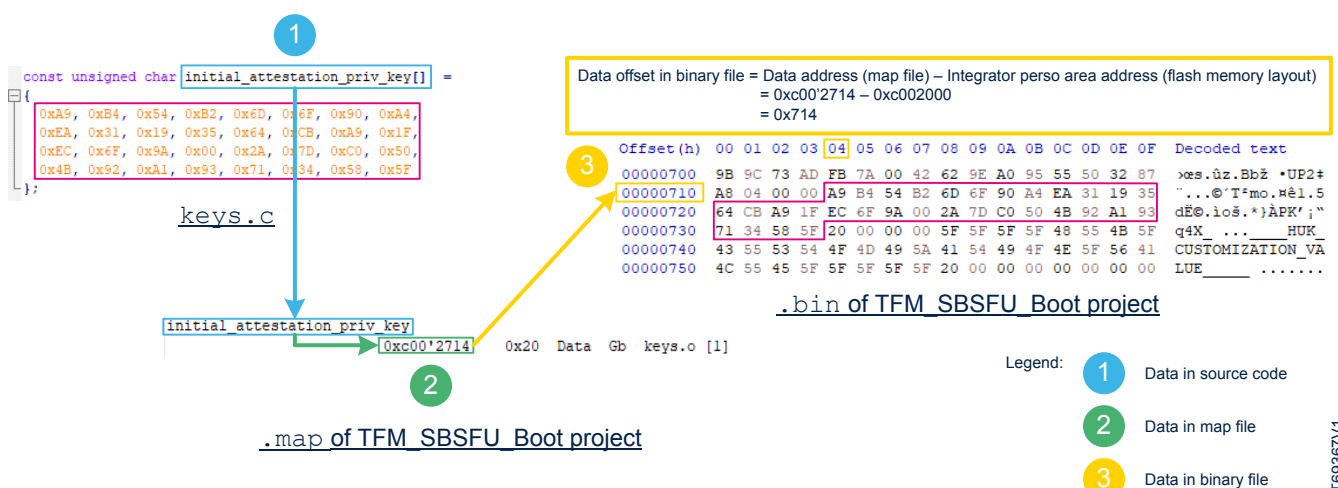 1
const unsigned char initial_attestation_priv_key[] =
{
0xA9, 0xB4, 0x54, 0xB2, 0x6D, 0x6F, 0x90, 0xA4,
0xEA, 0x31, 0x19, 0x35, 0x64, 0xCB, 0xA9, 0x1F,
0xEC, 0x6F, 0x9A, 0x00, 0x2A, 0x7D, 0xC0, 0x50,
0x4B, 0x92, 0xA1, 0x93, 0x71, 0x34, 0x58, 0x5F
};
keys.c
initial_attestation_priv_key
0xc00'2714 0x20 Data Gb keys.o [1]
2
.map of TFM_SBSFU_Boot project
Data offset in binary file = Data address (map file) – Integrator perso area address (flash memory layout)
= 0xc00’2714 – 0xc002000
= 0x714
3
Offset(h) 00 01 02 03 04 05 06 07 08 09 0A 0B 0C 0D 0E 0F Decoded text
00000700 9B 9C 73 AD FB 7A 00 42 62 9E A0 95 55 50 32 87 ›œs.ûz.Bbž •UP2‡
00000710 A8 04 00 00 A9 B4 54 B2 6D 6F 90 A4 EA 31 19 35 ¨...©´T²mo.¤ê1.5
00000720 64 CB A9 1F EC 6F 9A 00 2A 7D C0 50 4B 92 A1 93 dË©.ìoš.*}ÀPK’¡“
00000730 71 34 58 5F 20 00 00 00 5F 5F 5F 5F 48 55 4B 5F q4X_ ...____HUK_
00000740 43 55 53 54 4F 4D 49 5A 41 54 49 4F 4E 5F 56 41 CUSTOMIZATION_VA
00000750 4C 55 45 5F 5F 5F 5F 5F 20 00 00 00 00 00 00 00 LUE_____ .......
.bin of TFM_SBSFU_Boot project
Legend:
1 Data in source code
2 Data in map file
3 Data in binary file
T69367V1